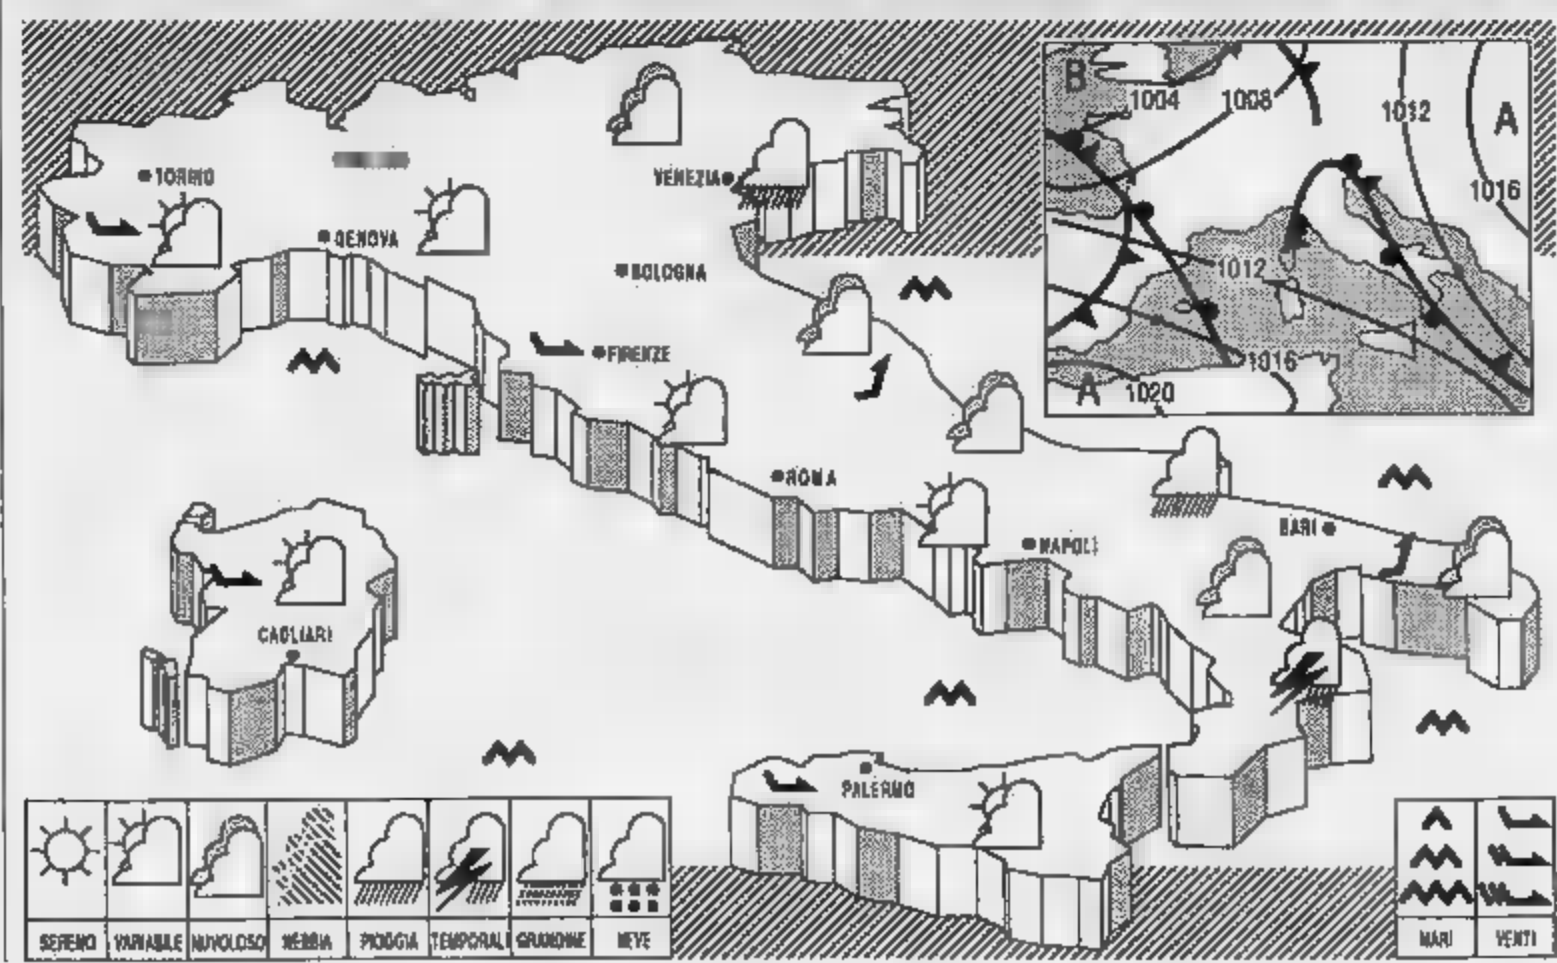 B
1004
1008
1012
A
1016
TORINO
VENEZIA
GENOVA
BOLOGNA
1012
FIRENZE
1016
A
1020
ROMA
BARI
NAPOLI
CAGLIARI
PALERMO
SERENO VARIABILE NUVOLOSO NEBBIA PIOGGIA TEMPORALI GRANDINE NEVE
MARI VENTI